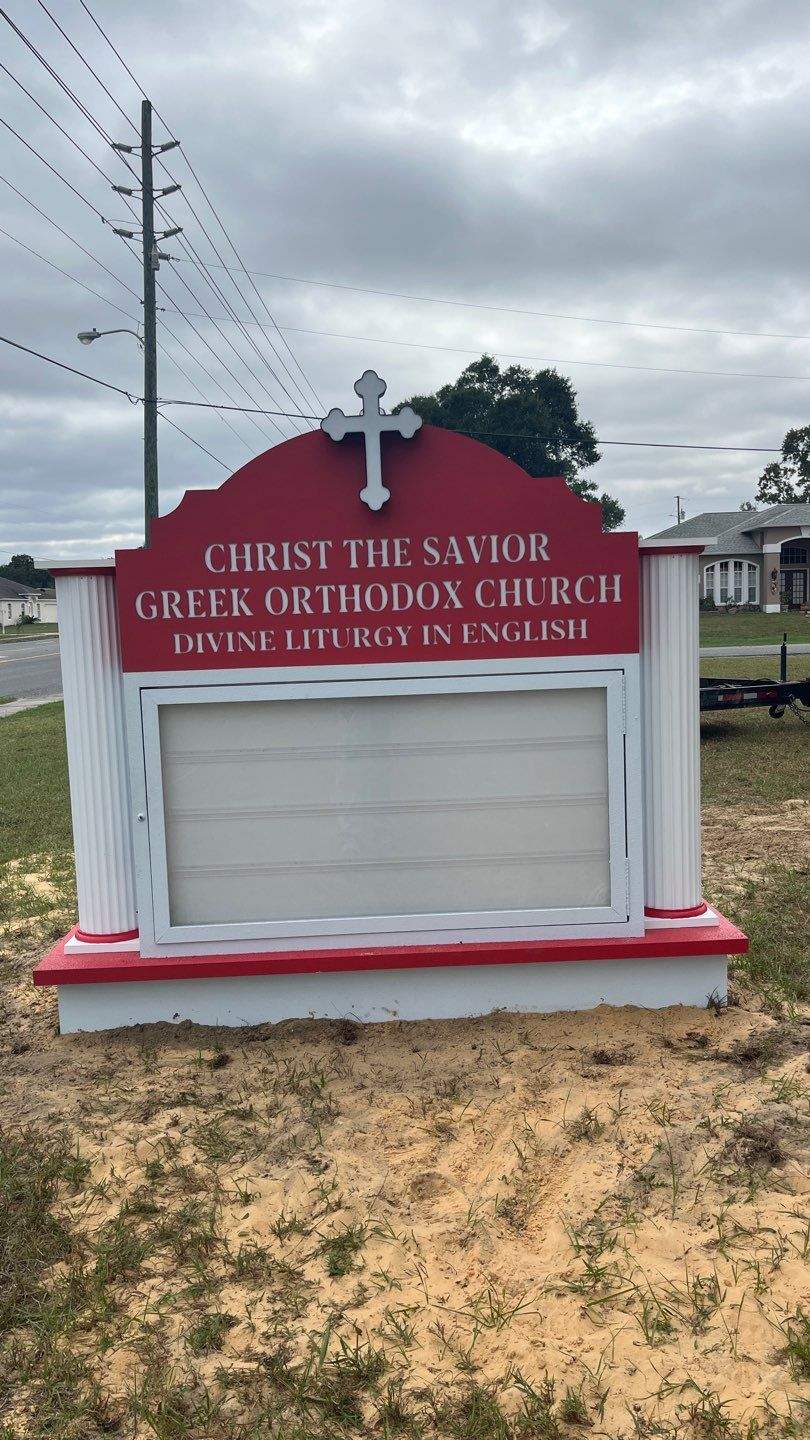 CHRIST THE SAVIOR
GREEK ORTHODOX CHURCH
DIVINE LITURGY IN ENGLISH